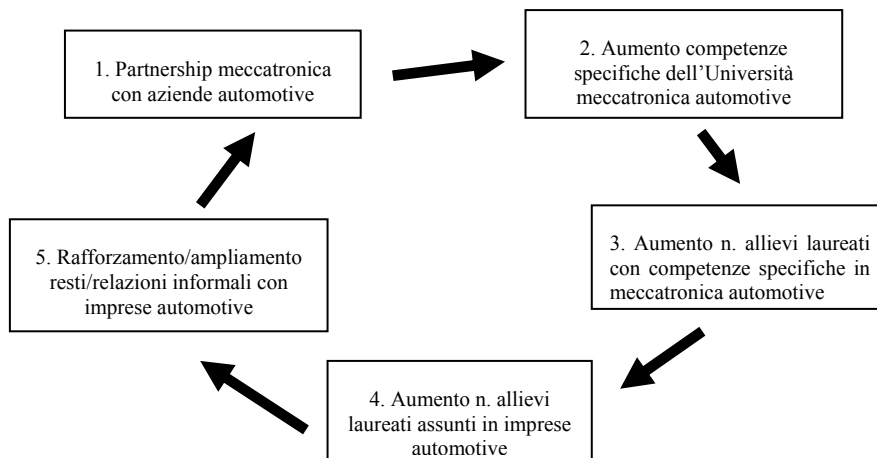 1. Partnership meccatronica
con aziende automotive
2. Aumento competenze
specifiche dell’Università
meccatronica automotive
3. Aumento n. allievi laureati
con competenze specifiche in
meccatronica automotive
4. Aumento n. allievi
laureati assunti in imprese
automotive
5. Rafforzamento/ampliamento
resti/relazioni informali con
imprese automotive